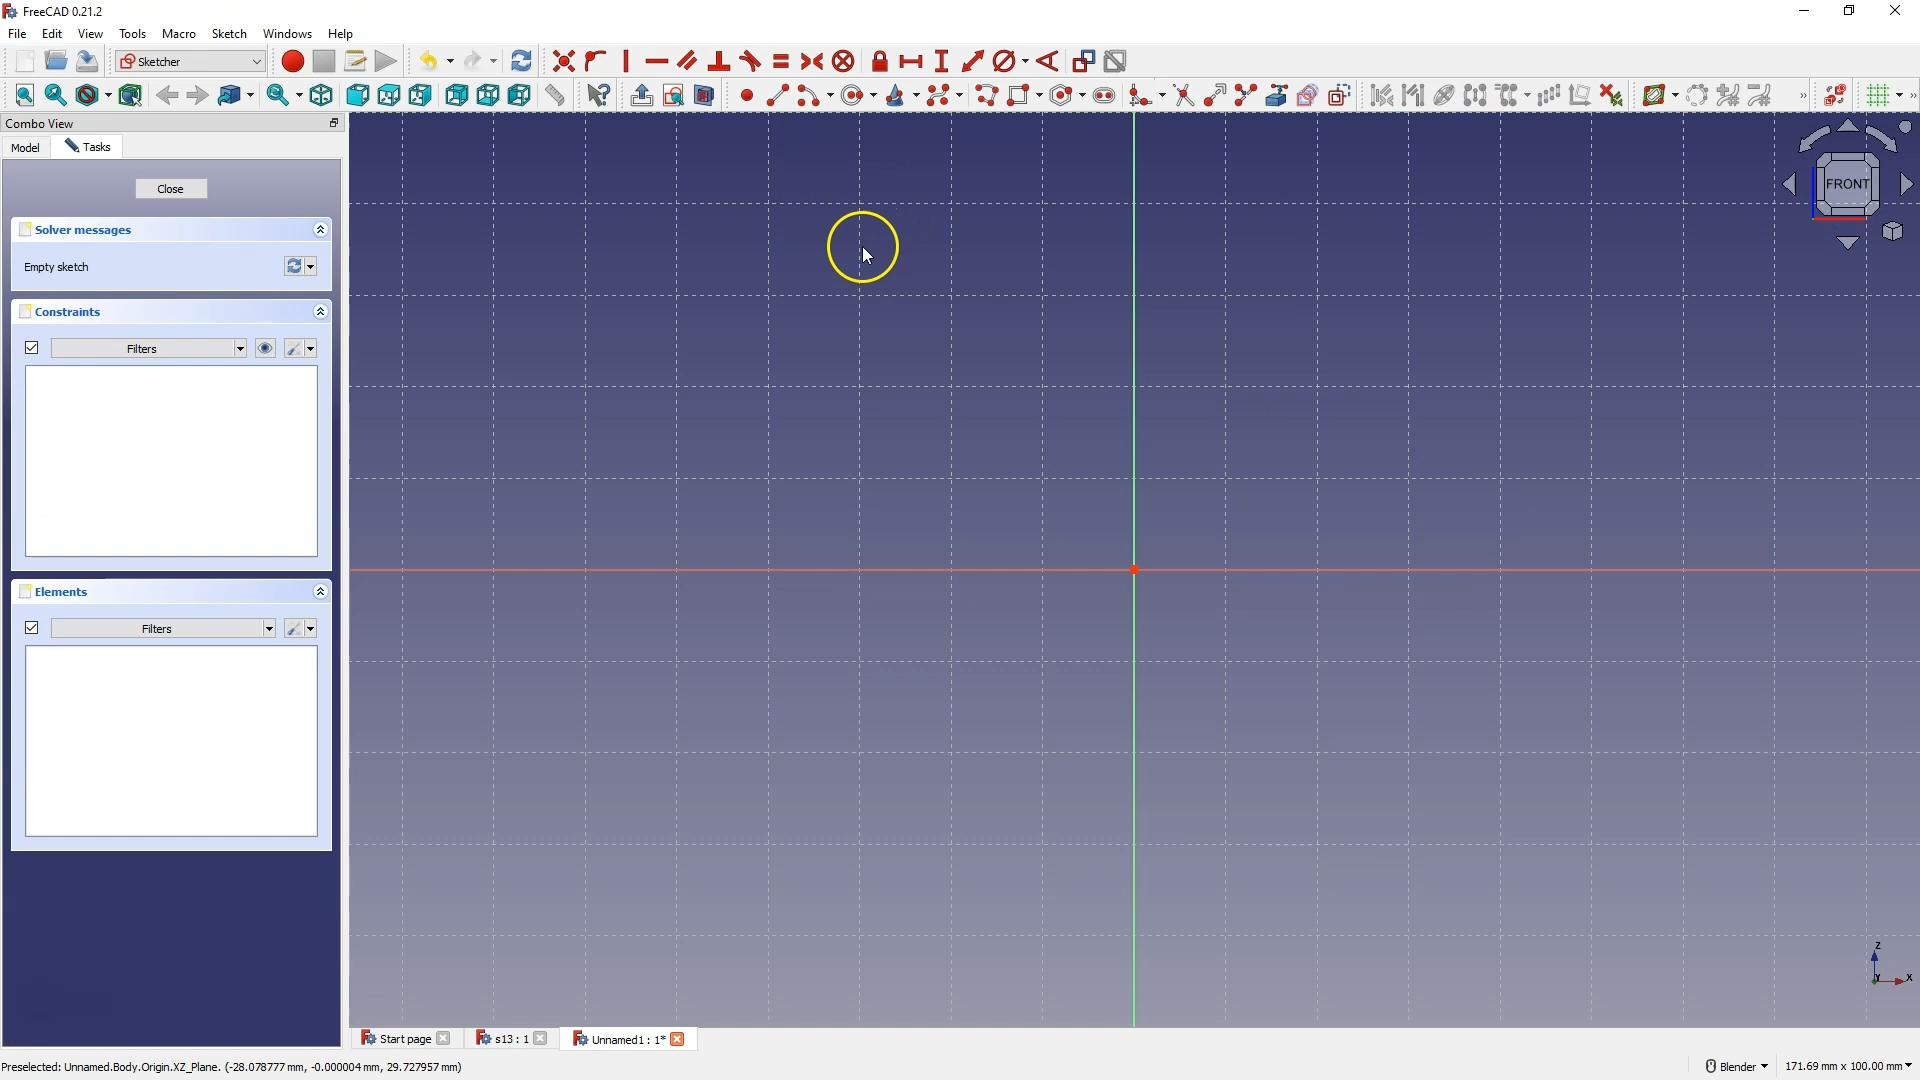 FreeCAD 0.21.2
File Edit View Tools Macro Sketch Windows Help
Sketcher
Combo View
Model Tasks
Close
Solver messages
Empty sketch
Constraints
Filters
Elements
Filters
FRONT
Z
Y X
Start page s13 : 1 Unnamed1 : 1*
Preselected: Unnamed.Body.Origin.XZ_Plane. (-28.078777 mm, -0.000004 mm, 29.727957 mm)
Blender 171.69 mm x 100.00 mm